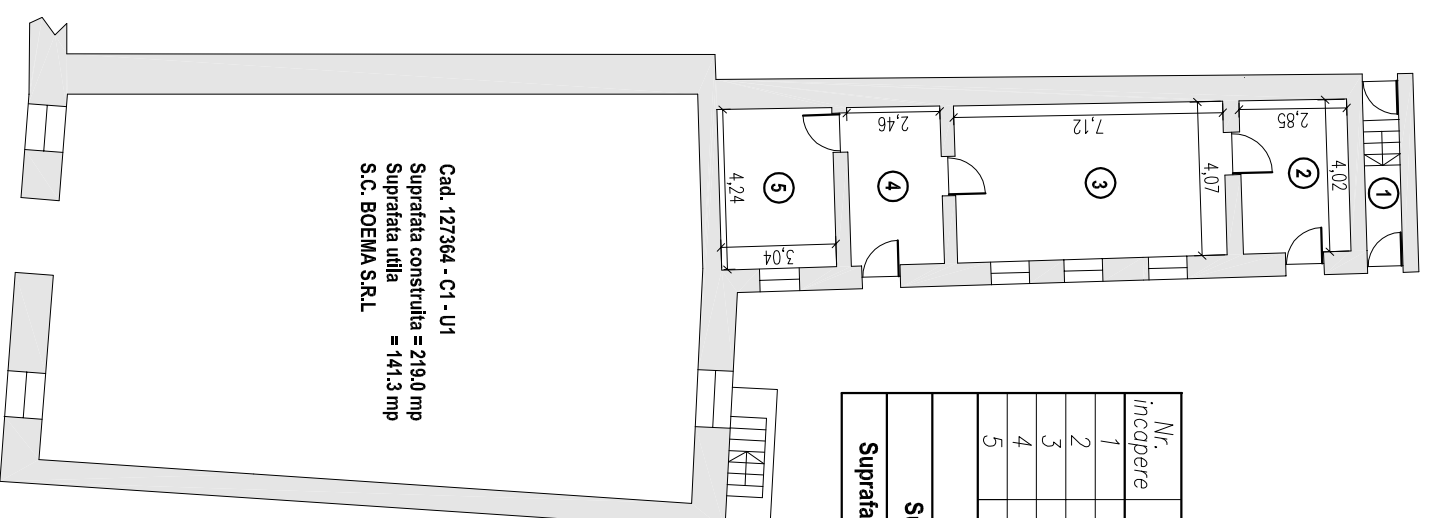 Cad. 127364 - C1 - U1
Suprafata construita = 219.0 mp
Suprafata utila = 141.3 mp
S.C. BOEMA S.R.L
5
4,24
3,04
4
2,46
3
7,12
4,07
2
2,85
4,02
1
Nr.
incapere
1
2
3
4
5